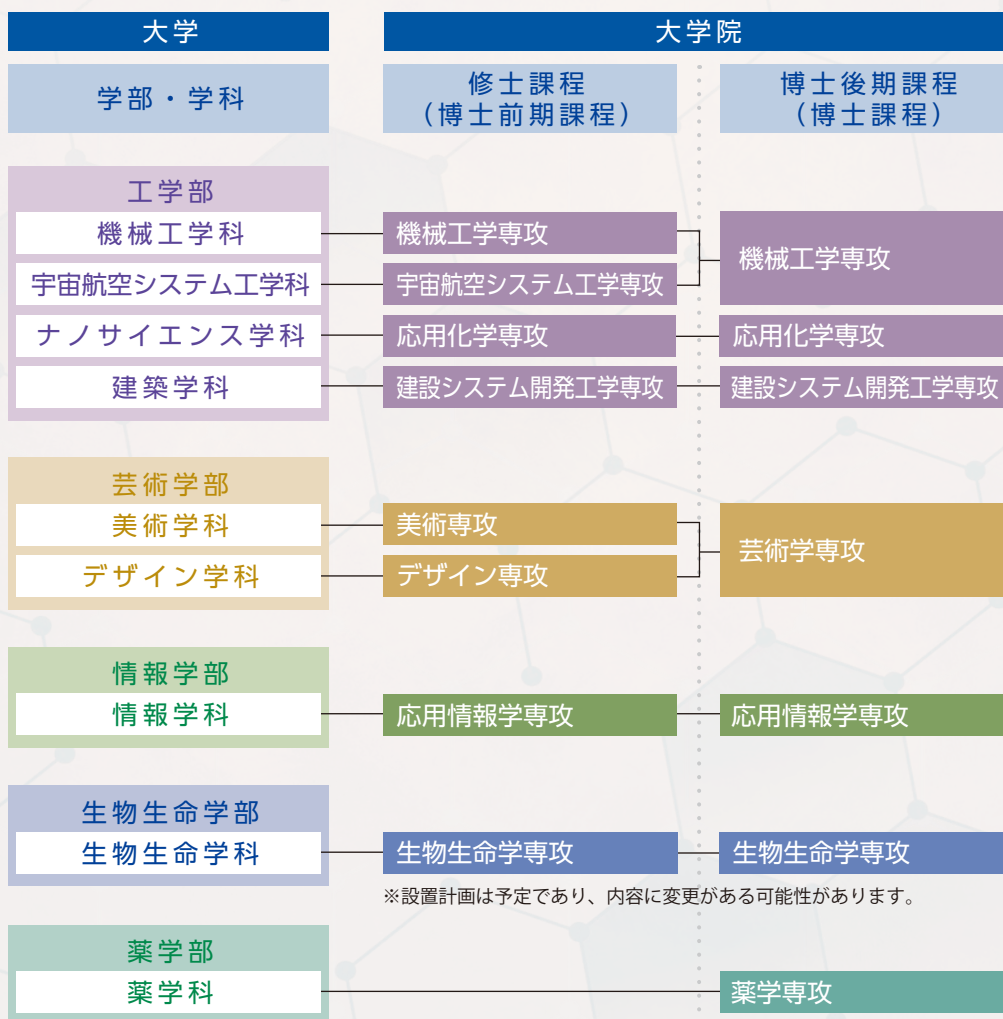 大学
大学院
学部・学科
修士課程
（博士前期課程）
博士後期課程
（博士課程）
工学部
機械工学科
機械工学専攻
機械工学専攻
宇宙航空システム工学科
宇宙航空システム工学専攻
ナノサイエンス学科
応用化学専攻
応用化学専攻
建築学科
建設システム開発工学専攻
建設システム開発工学専攻
芸術学部
美術学科
美術専攻
芸術学専攻
デザイン学科
デザイン専攻
情報学部
情報学科
応用情報学専攻
応用情報学専攻
生物生命学部
生物生命学科
生物生命学専攻
生物生命学専攻
※設置計画は予定であり、内容に変更がある可能性があります。
薬学部
薬学科
薬学専攻